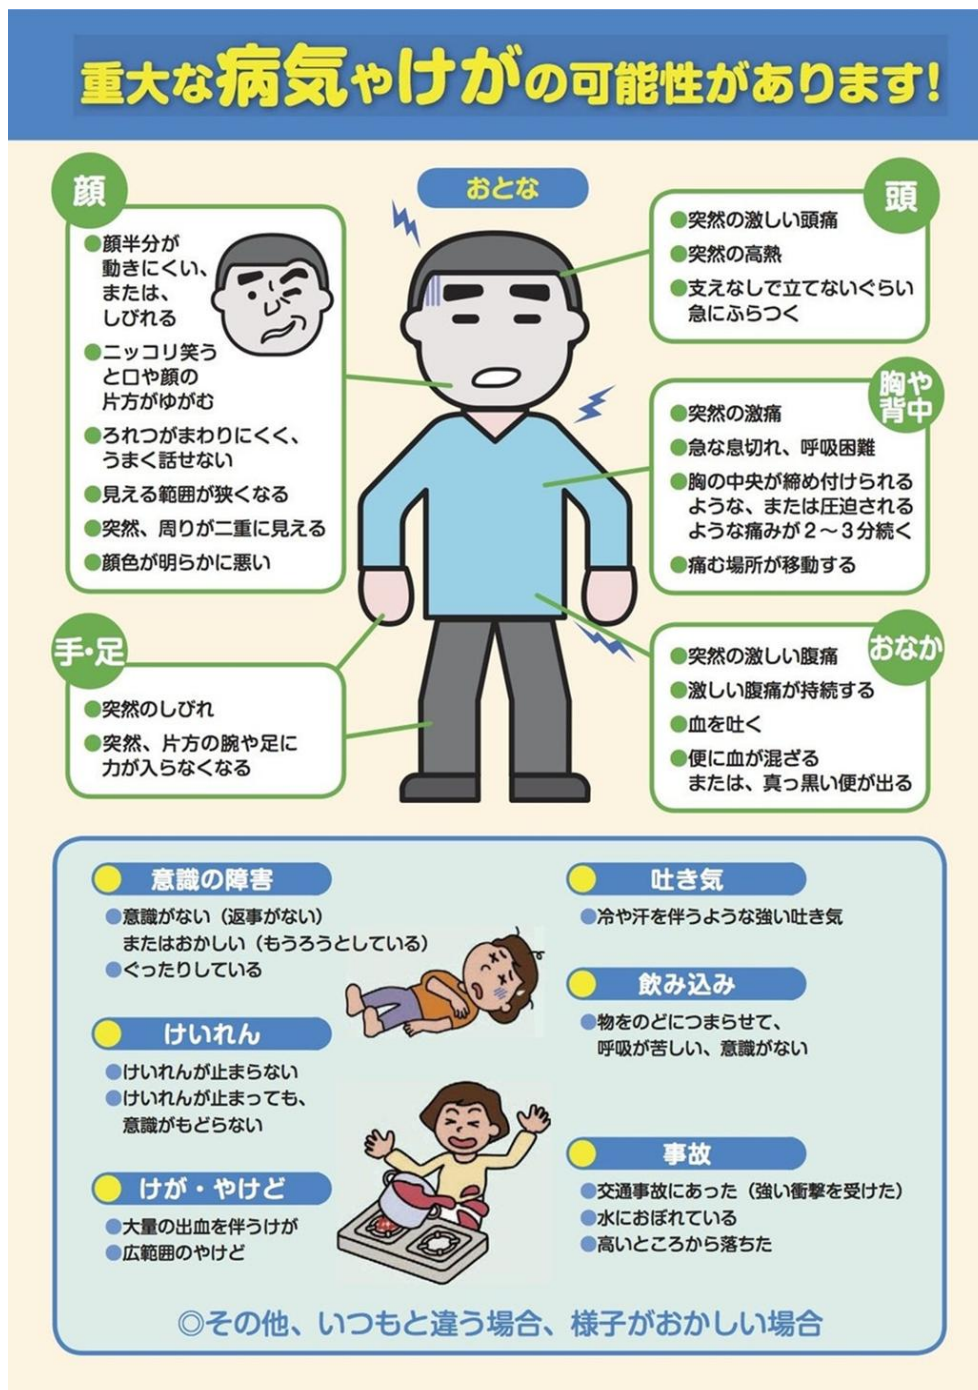 重大な病気やけがの可能性があります!
おとな
顔
●顔半分が
動きにくい、
または、
しびれる
●ニッコリ笑う
と口や顔の
片方がゆがむ
●ろれつがまわりにくく、
うまく話せない
●見える範囲が狭くなる
●突然、周りが二重に見える
●顔色が明らかに悪い
手・足
●突然のしびれ
●突然、片方の腕や足に
力が入らなくなる
頭
●突然の激しい頭痛
●突然の高熱
●支えなしで立てないぐらい
急にふらつく
胸や
背中
●突然の激痛
●急な息切れ、呼吸困難
●胸の中央が締め付けられる
ような、または圧迫される
ような痛みが2〜3分続く
●痛む場所が移動する
おなか
●突然の激しい腹痛
●激しい腹痛が持続する
●血を吐く
●便に血が混ざる
または、真っ黒い便が出る
意識の障害
●意識がない（返事がない）
またはおかしい（もうろうとしている）
●ぐったりしている
けいれん
●けいれんが止まらない
●けいれんが止まっても、
意識がもどらない
けが・やけど
●大量の出血を伴うけが
●広範囲のやけど
吐き気
●冷や汗を伴うような強い吐き気
飲み込み
●物をのどにつまらせて、
呼吸が苦しい、意識がない
事故
●交通事故にあった（強い衝撃を受けた）
●水におぼれている
●高いところから落ちた
◎その他、いつもと違う場合、様子がおかしい場合